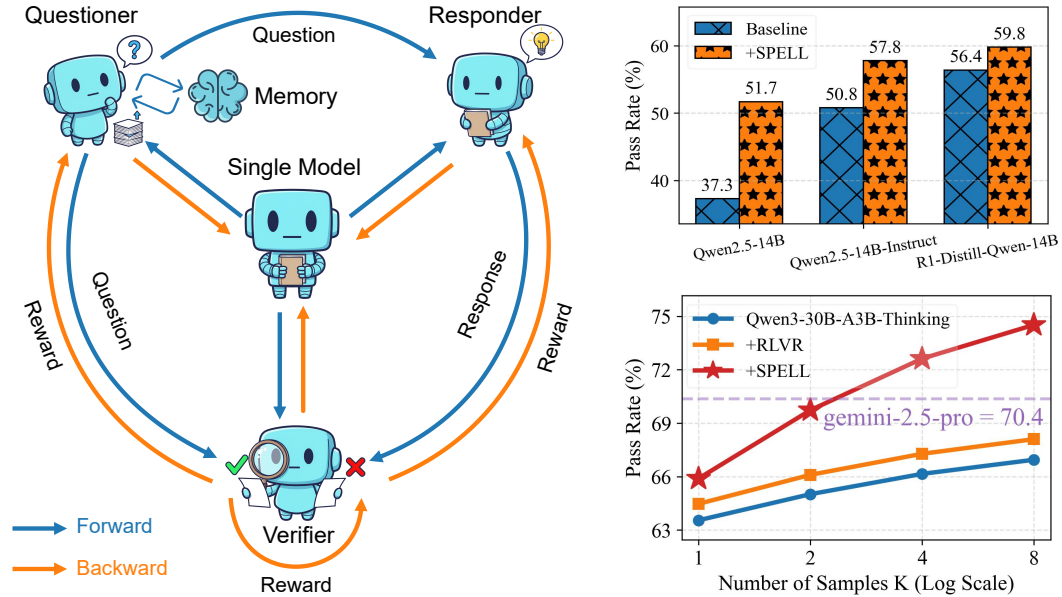 Questioner
Responder
Question
?
Memory
Single Model
Question
Response
Reward
Reward
Verifier
Reward
Forward
Backward
Baseline
+SPELL
Pass Rate (%)
60
50
40
37.3
51.7
50.8
57.8
56.4
59.8
Qwen2.5-14B
Qwen2.5-14B-Instruct
R1-Distill-Qwen-14B
Qwen3-30B-A3B-Thinking
+RLVR
+SPELL
gemini-2.5-pro = 70.4
Pass Rate (%)
75
72
69
66
63
1
2
4
8
Number of Samples K (Log Scale)